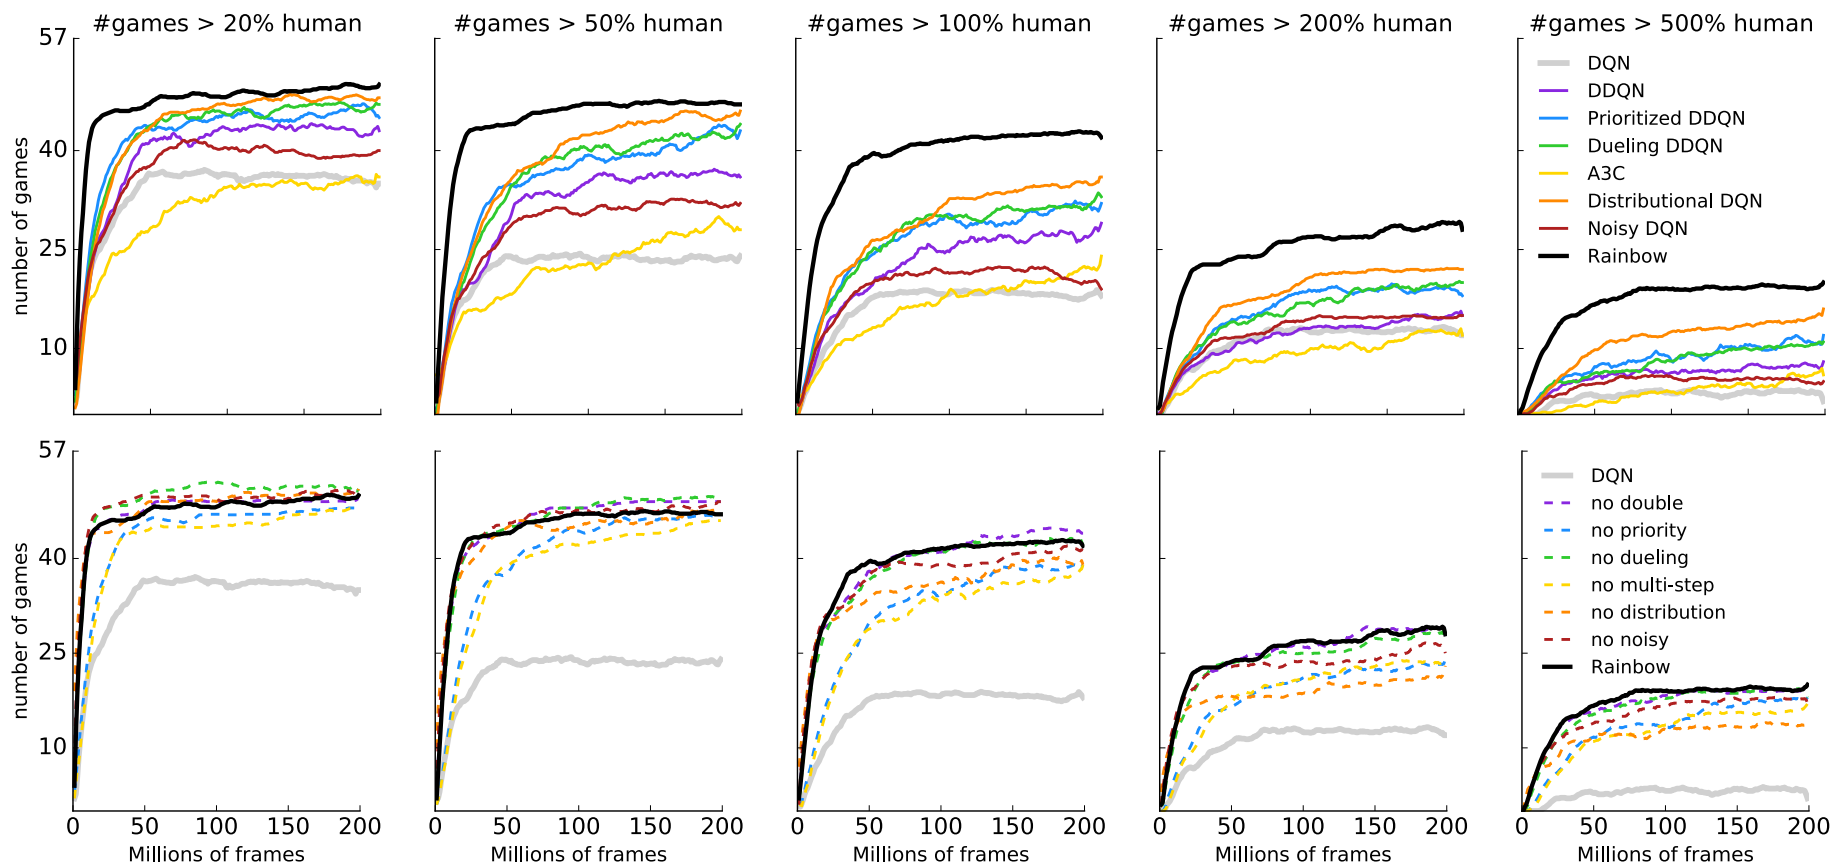 #games > 20% human
#games > 50% human
#games > 100% human
#games > 200% human
#games > 500% human
57
40
25
10
number of games
DQN
DDQN
Prioritized DDQN
Dueling DDQN
A3C
Distributional DQN
Noisy DQN
Rainbow
57
40
25
10
number of games
DQN
no double
no priority
no dueling
no multi-step
no distribution
no noisy
Rainbow
0 50 100 150 200
0 50 100 150 200
0 50 100 150 200
0 50 100 150 200
0 50 100 150 200
Millions of frames
Millions of frames
Millions of frames
Millions of frames
Millions of frames